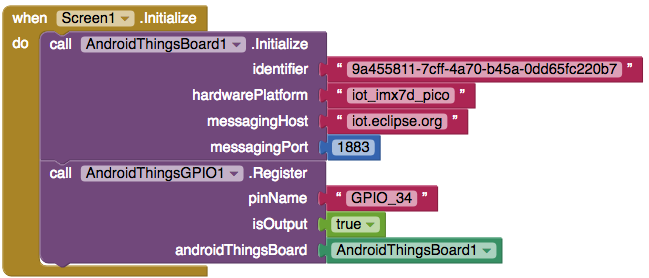 when Screen1 .Initialize
do call AndroidThingsBoard1 .Initialize
identifier " 9a455811-7cff-4a70-b45a-0dd65fc220b7 "
hardwarePlatform " iot_imx7d_pico "
messagingHost " iot.eclipse.org "
messagingPort 1883
call AndroidThingsGPIO1 .Register
pinName " GPIO_34 "
isOutput true
androidThingsBoard AndroidThingsBoard1